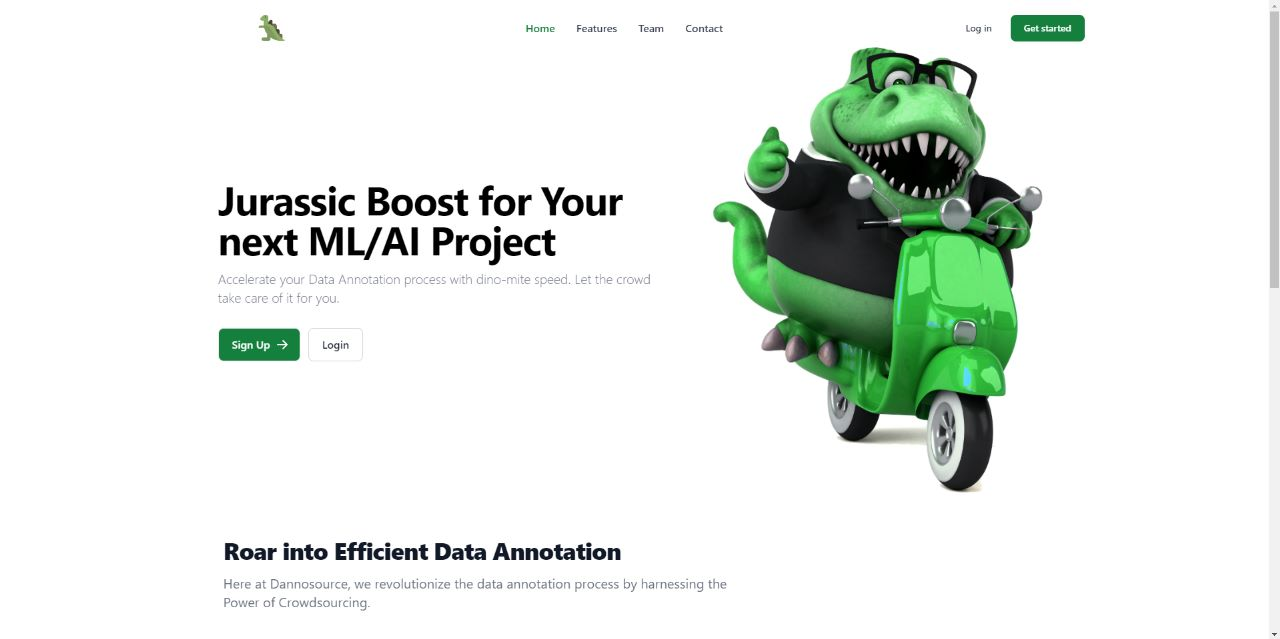 Home Features Team Contact Log in Get started
Jurassic Boost for Your
next ML/AI Project
Accelerate your Data Annotation process with dino-mite speed. Let the crowd
take care of it for you.
Sign Up → Login
Roar into Efficient Data Annotation
Here at Dannosource, we revolutionize the data annotation process by harnessing the
Power of Crowdsourcing.